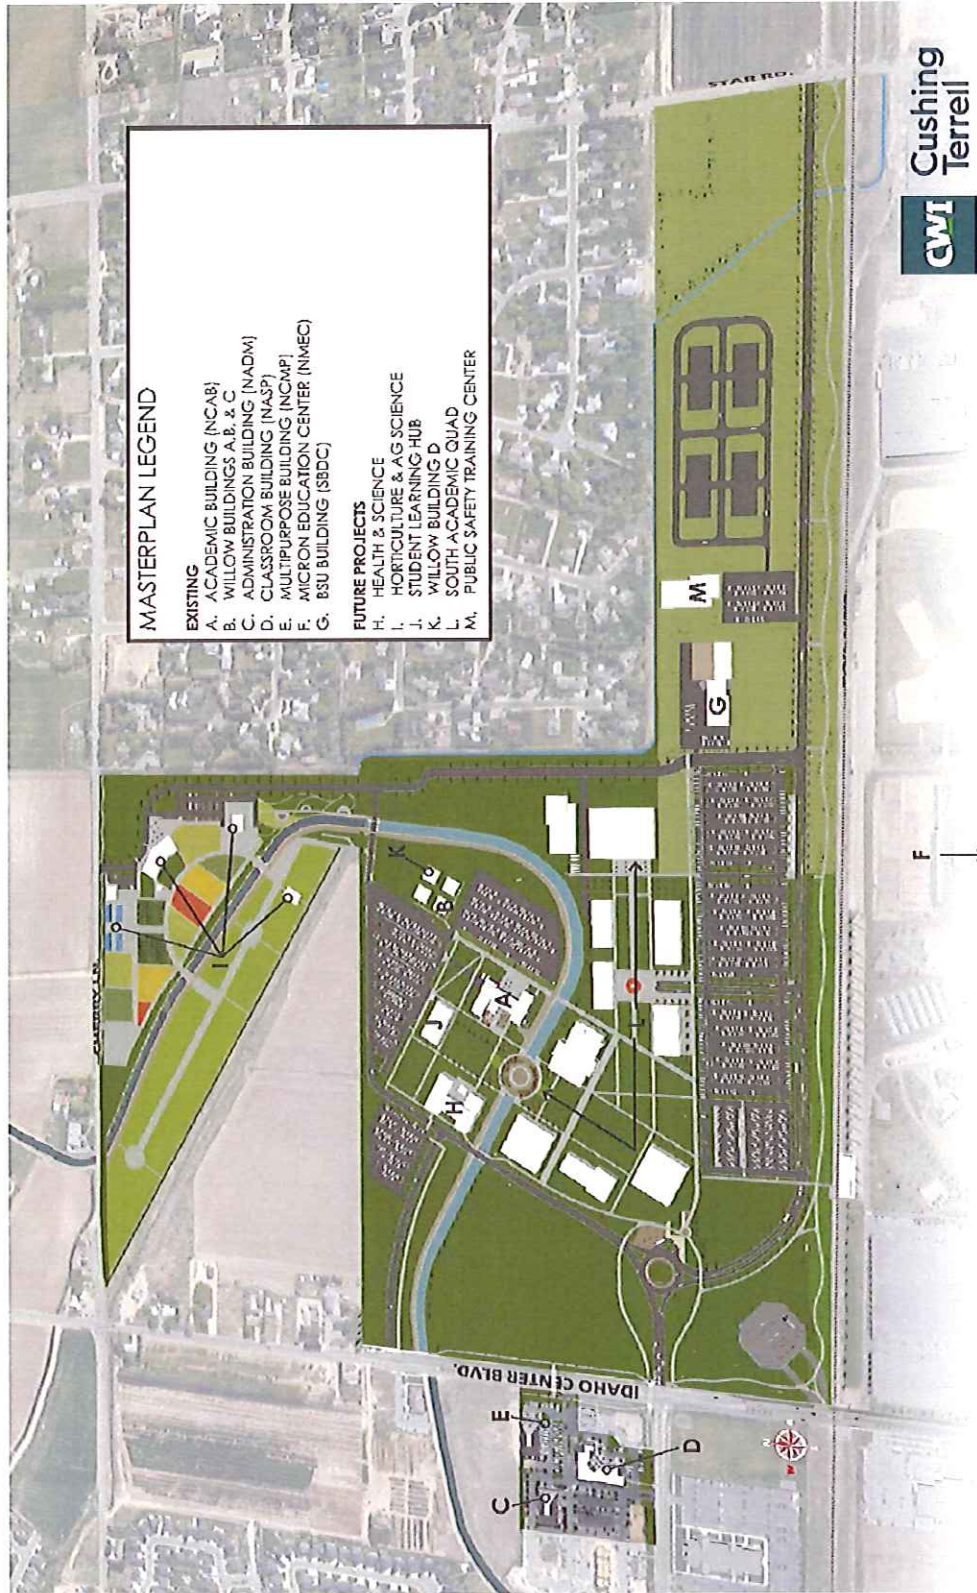 MASTERPLAN LEGEND
EXISTING
A. ACADEMIC BUILDING (NCAB)
B. WILLOW BUILDINGS A,B, & C
C. ADMINISTRATION BUILDING (NADM)
D. CLASSROOM BUILDING (NASP)
E. MULTIPURPOSE BUILDING (NCMP)
F. MICRON EDUCATION CENTER (NMEC)
G. BSU BUILDING (SBDC)
FUTURE PROJECTS
H. HEALTH & SCIENCE
I. HORTICULTURE & AG SCIENCE
J. STUDENT LEARNING HUB
K. WILLOW BUILDING D
L. SOUTH ACADEMIC QUAD
M. PUBLIC SAFETY TRAINING CENTER
STAR RD.
IDAHO CENTER BLVD.
I
K
B
J
A
H
L
G
M
E
C
D
F
CWI
Cushing
Terrell